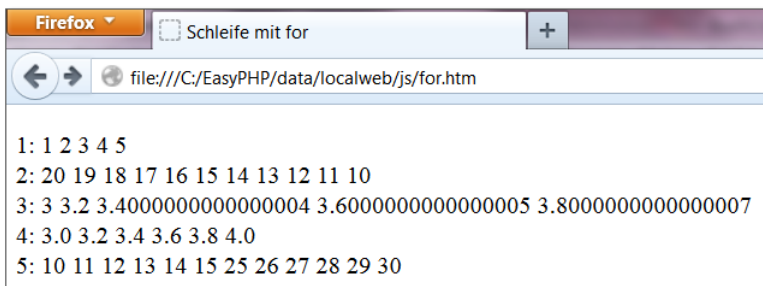 Firefox
Schleife mit for
file:///C:/EasyPHP/data/localweb/js/for.htm
1: 1 2 3 4 5
2: 20 19 18 17 16 15 14 13 12 11 10
3: 3 3.2 3.4000000000000004 3.6000000000000005 3.8000000000000007
4: 3.0 3.2 3.4 3.6 3.8 4.0
5: 10 11 12 13 14 15 25 26 27 28 29 30